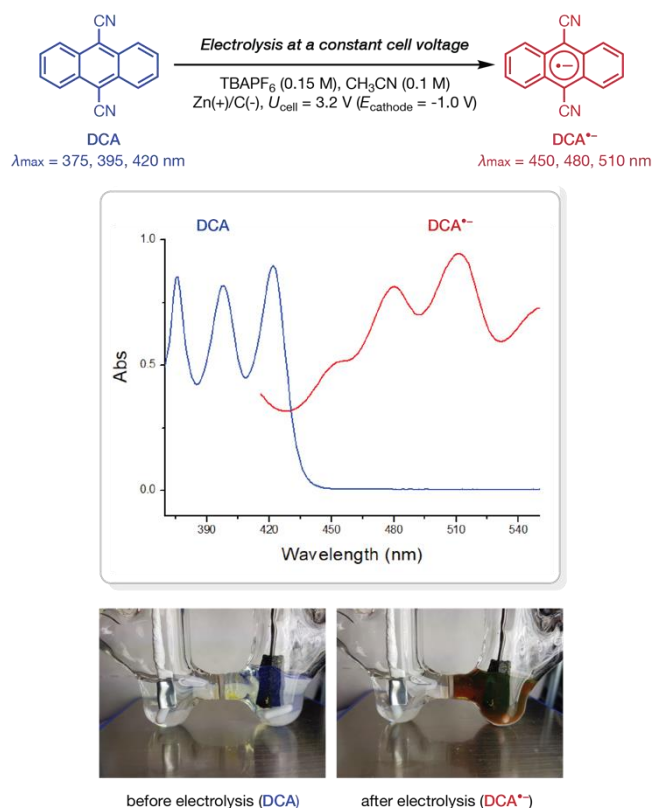 CN
CN
DCA
λmax = 375, 395, 420 nm
Electrolysis at a constant cell voltage
TBAPF₆ (0.15 M), CH₃CN (0.1 M)
Zn(+)/C(-), Ucell = 3.2 V (Ecathode = -1.0 V)
CN
•−
CN
DCA•−
λmax = 450, 480, 510 nm
DCA
DCA•−
1.0
0.5
0.0
Abs
390
420
450
480
510
540
Wavelength (nm)
before electrolysis (DCA)
after electrolysis (DCA•−)